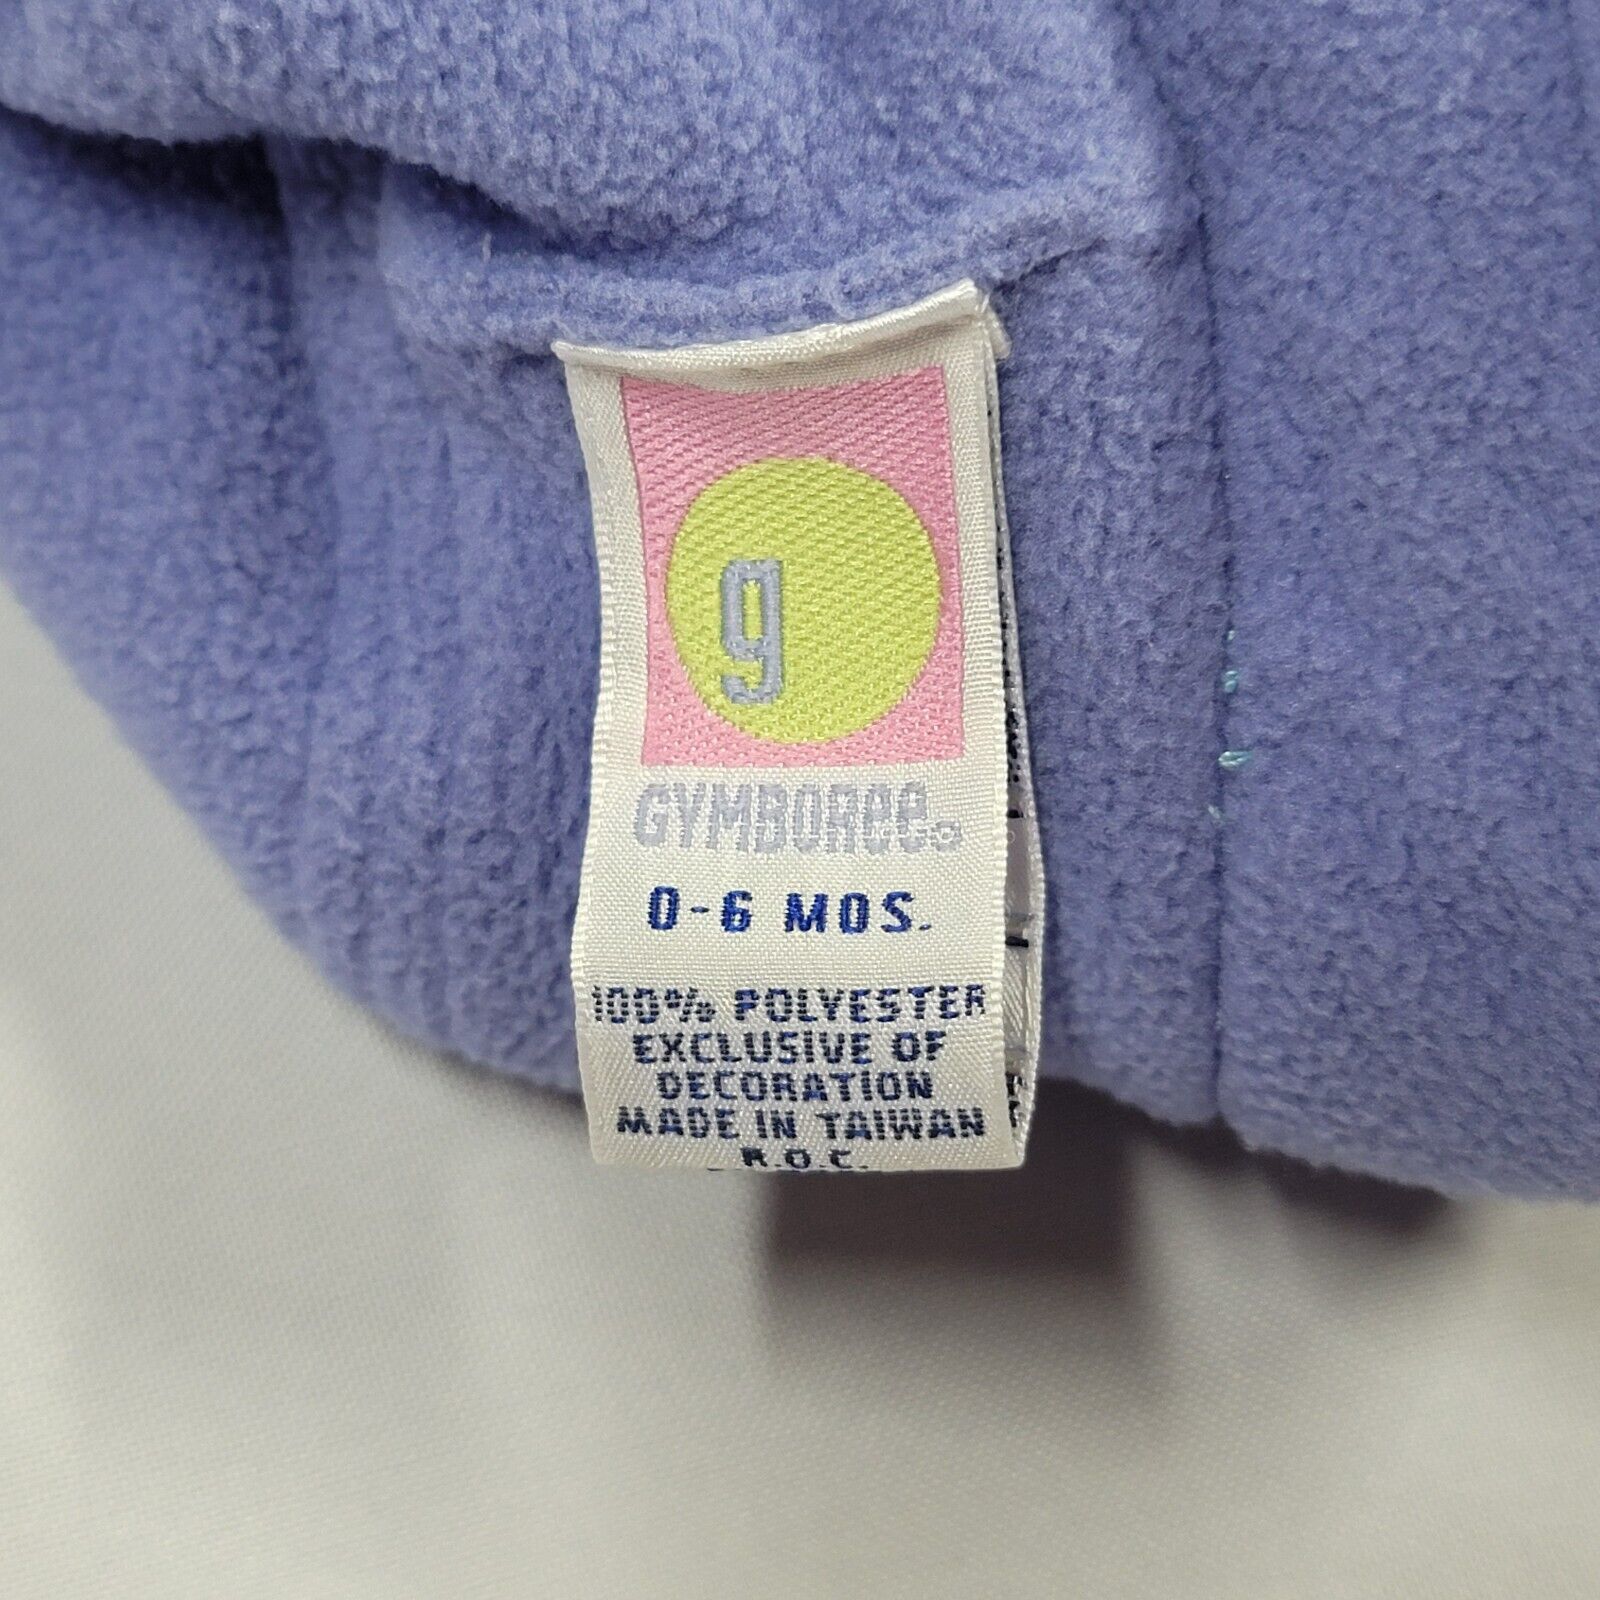 g
GYMBOREE®
0-6 MOS.
100% POLYESTER
EXCLUSIVE OF
DECORATION
MADE IN TAIWAN
R.O.C.